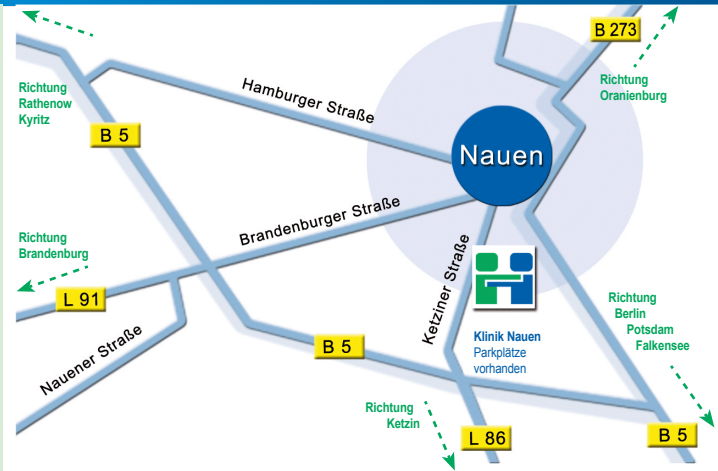 B 273
Richtung
Oranienburg
Richtung
Rathenow
Kyritz
Hamburger Straße
B 5
Nauen
Brandenburger Straße
Richtung
Brandenburg
L 91
Ketziner Straße
Nauener Straße
B 5
Klinik Nauen
Parkplätze
vorhanden
Richtung
Berlin
Potsdam
Falkensee
Richtung
Ketzin
L 86
B 5